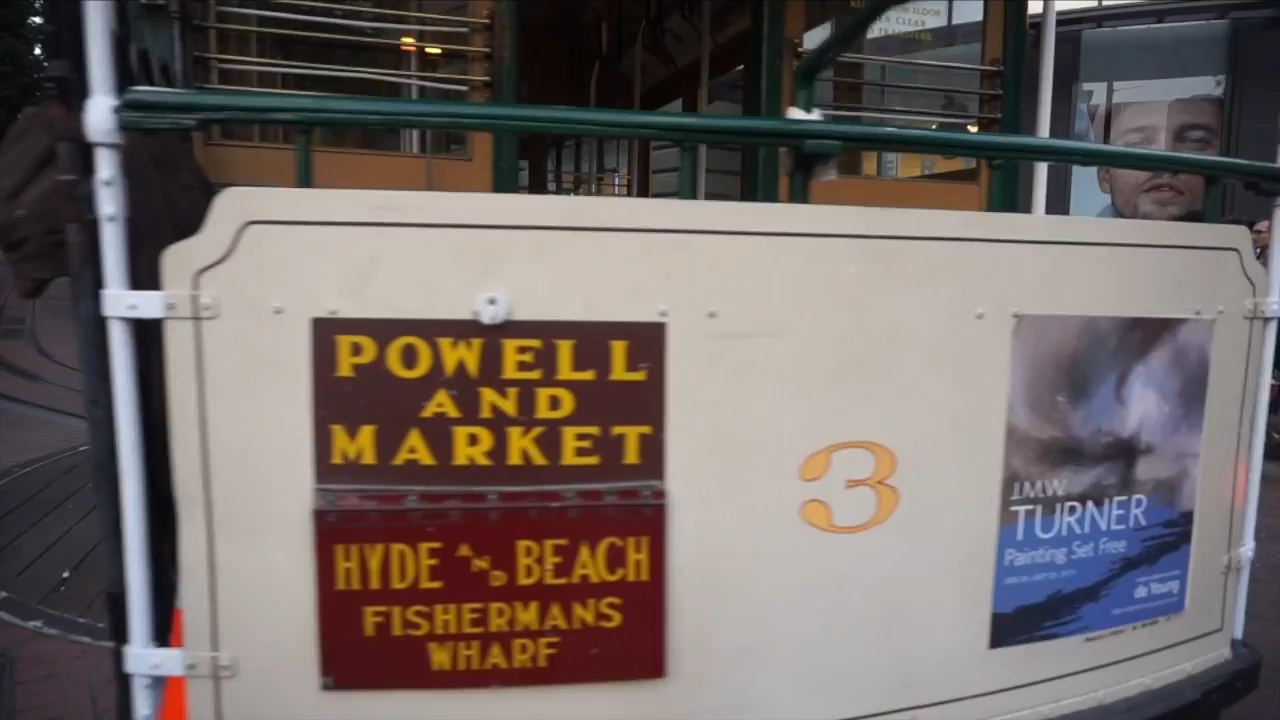 POWELL
AND
MARKET
HYDE AND BEACH
FISHERMANS
WHARF
3
J.M.W.
TURNER
Painting Set Free
de Young